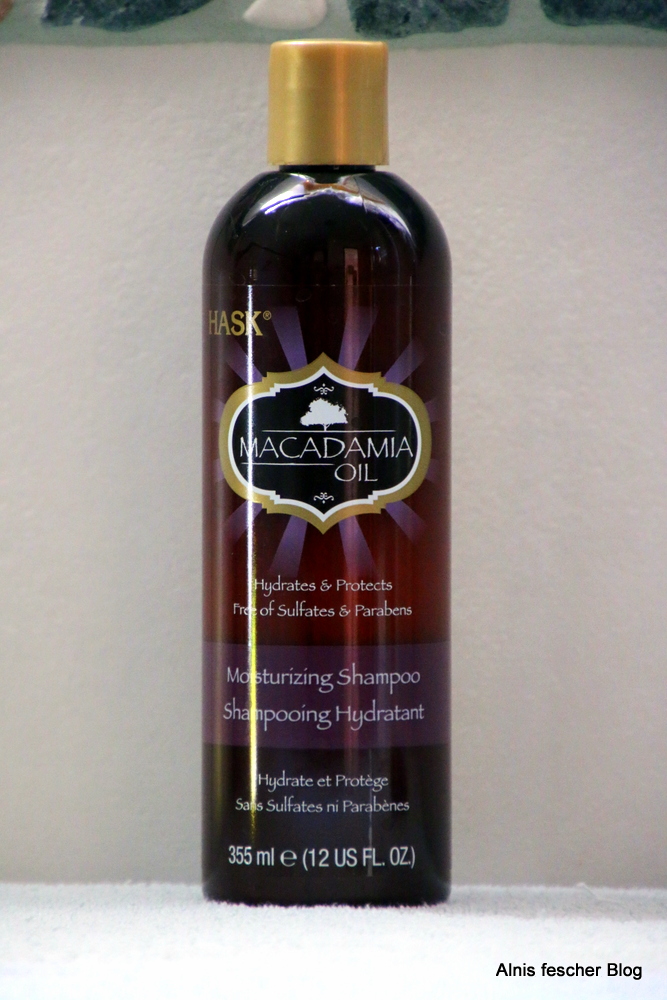 HASK®
MACADAMIA
OIL
Hydrates & Protects
Free of Sulfates & Parabens
Moisturizing Shampoo
Shampooing Hydratant
Hydrate et Protège
Sans Sulfates ni Parabènes
355 ml ℮ (12 US FL. OZ.)
Alnis fescher Blog